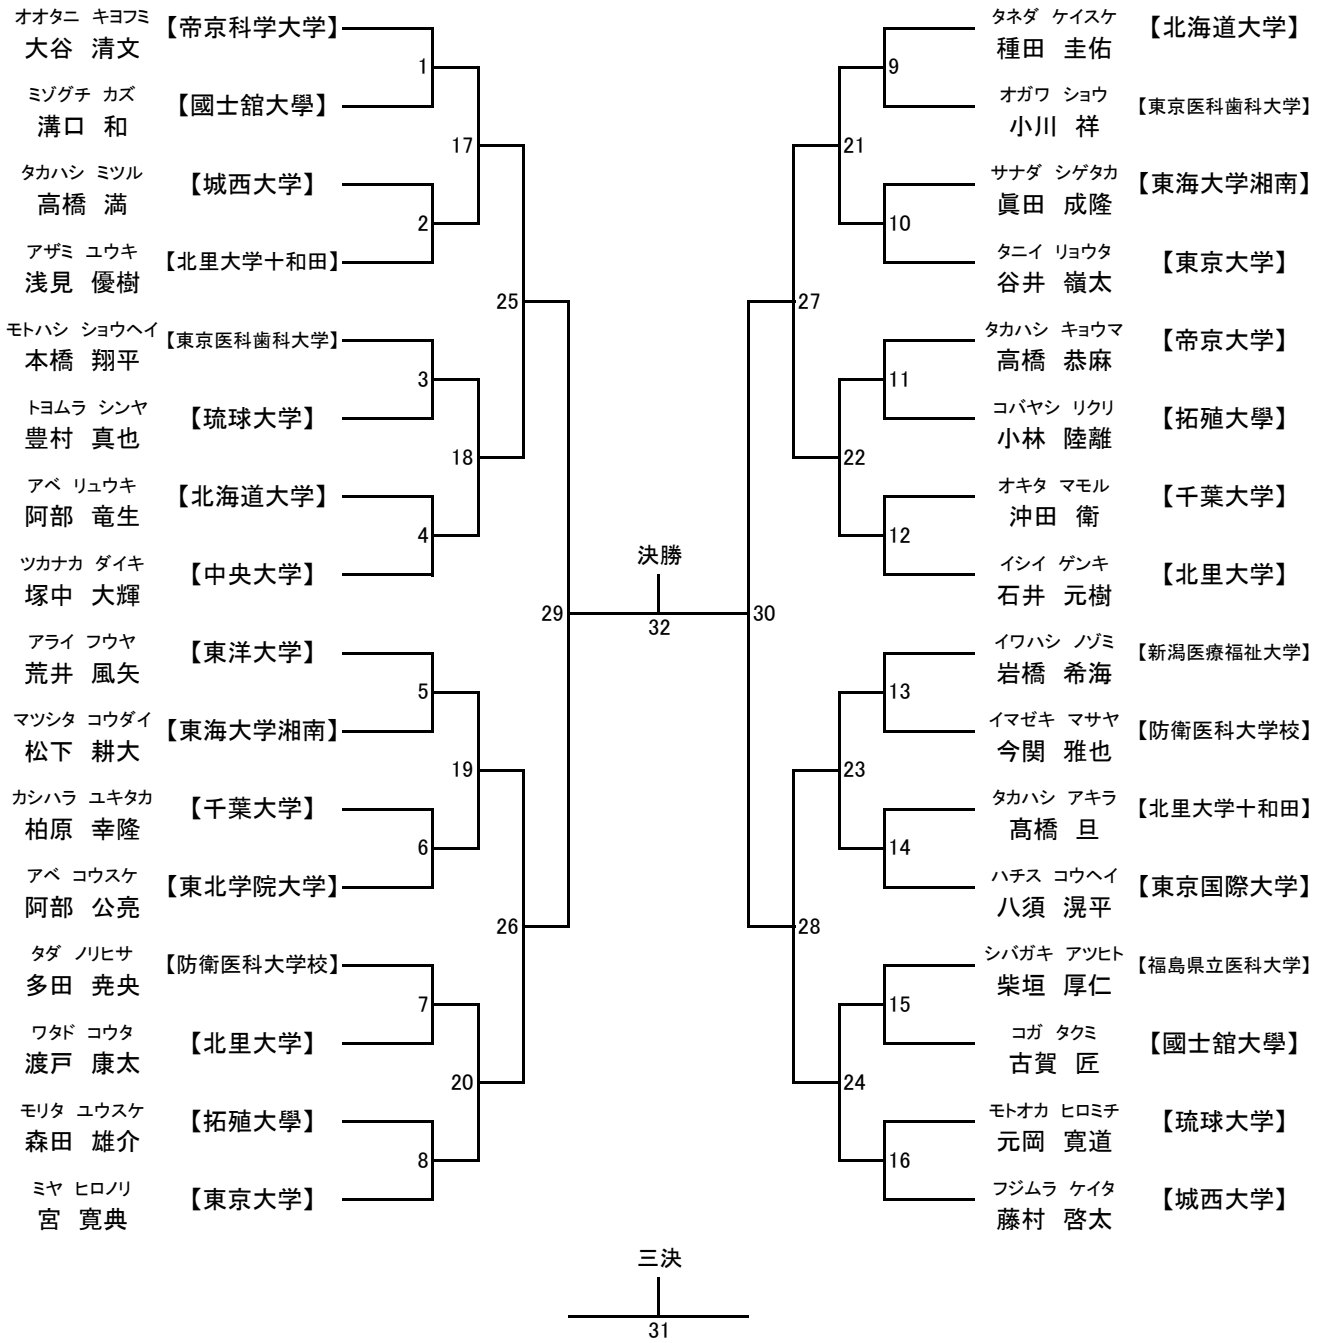 オオタニ キヨフミ 【帝京科学大学】
大谷 清文
1
ミゾグチ カズ 【國士舘大學】
溝口 和
17
タカハシ ミツル 【城西大学】
高橋 満
2
アザミ ユウキ 【北里大学十和田】
浅見 優樹
25
モトハシ ショウヘイ 【東京医科歯科大学】
本橋 翔平
3
トヨムラ シンヤ 【琉球大学】
豊村 真也
18
アベ リュウキ 【北海道大学】
阿部 竜生
4
ツカナカ ダイキ 【中央大学】
塚中 大輝
29
アライ フウヤ 【東洋大学】
荒井 風矢
5
マツシタ コウダイ 【東海大学湘南】
松下 耕大
19
カシハラ ユキタカ 【千葉大学】
柏原 幸隆
6
アベ コウスケ 【東北学院大学】
阿部 公亮
26
タダ ノリヒサ 【防衛医科大学校】
多田 尭央
7
ワタド コウタ 【北里大学】
渡戸 康太
20
モリタ ユウスケ 【拓殖大學】
森田 雄介
8
ミヤ ヒロノリ 【東京大学】
宮 寛典
決勝
32
タネダ ケイスケ 【北海道大学】
種田 圭佑
9
オガワ ショウ 【東京医科歯科大学】
小川 祥
21
サナダ シゲタカ 【東海大学湘南】
眞田 成隆
10
タニイ リョウタ 【東京大学】
谷井 嶺太
27
タカハシ キョウマ 【帝京大学】
高橋 恭麻
11
コバヤシ リクリ 【拓殖大學】
小林 陸離
22
オキタ マモル 【千葉大学】
沖田 衛
12
イシイ ゲンキ 【北里大学】
石井 元樹
30
イワハシ ノゾミ 【新潟医療福祉大学】
岩橋 希海
13
イマゼキ マサヤ 【防衛医科大学校】
今関 雅也
23
タカハシ アキラ 【北里大学十和田】
髙橋 旦
14
ハチス コウヘイ 【東京国際大学】
八須 滉平
28
シバガキ アツヒト 【福島県立医科大学】
柴垣 厚仁
15
コガ タクミ 【國士舘大學】
古賀 匠
24
モトオカ ヒロミチ 【琉球大学】
元岡 寛道
16
フジムラ ケイタ 【城西大学】
藤村 啓太
三決
31